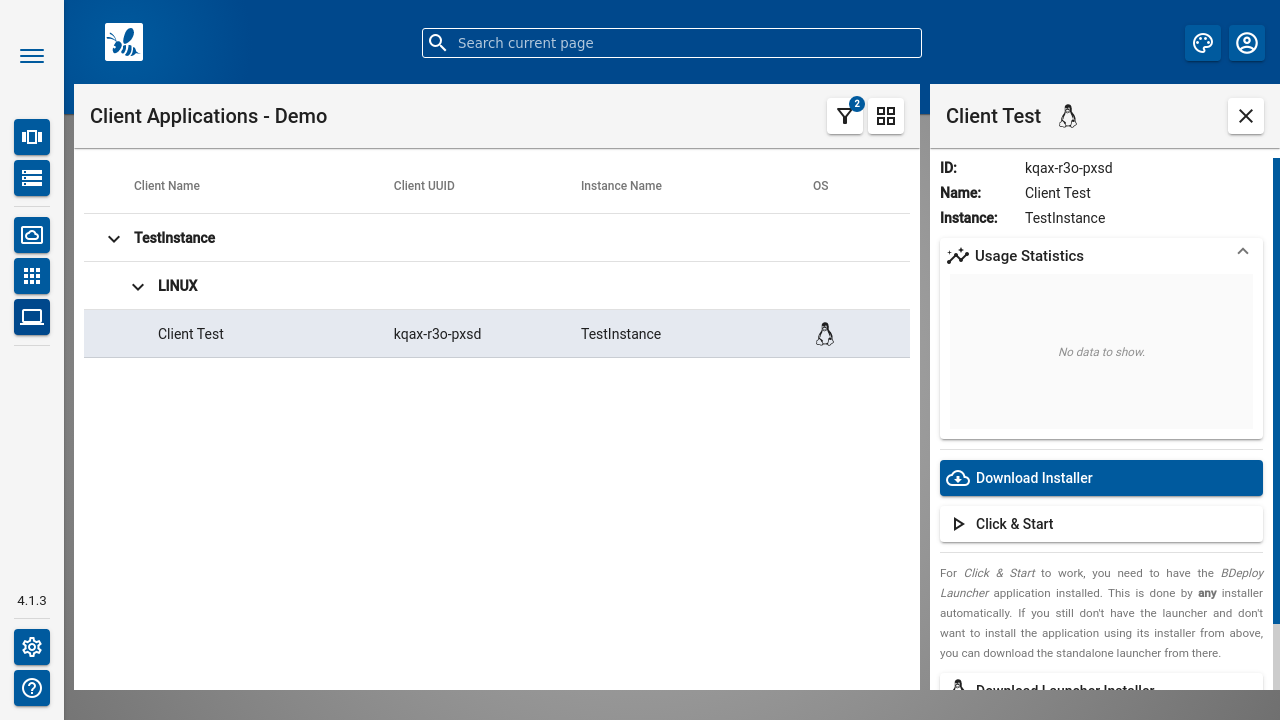 Search current page
Client Applications - Demo
2
Client Test
Client Name
Client UUID
Instance Name
OS
TestInstance
LINUX
Client Test
kqax-r3o-pxsd
TestInstance
ID:
kqax-r3o-pxsd
Name:
Client Test
Instance:
TestInstance
Usage Statistics
No data to show.
Download Installer
Click & Start
For Click & Start to work, you need to have the BDeploy
Launcher application installed. This is done by any installer
automatically. If you still don't have the launcher and don't
want to install the application using its installer from above,
you can download the standalone launcher from there.
Download Launcher Installer
4.1.3